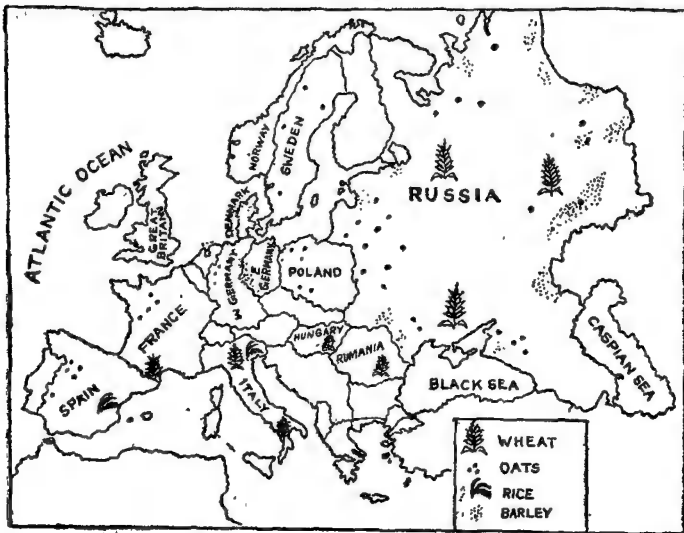 ATLANTIC OCEAN
NORWAY
SWEDEN
DENMARK
GREAT
BRITAIN
RUSSIA
W GERMANY
E
GERMANY
POLAND
FRANCE
HUNGARY
RUMANIA
SPAIN
ITALY
BLACK SEA
CASPIAN SEA
WHEAT
OATS
RICE
BARLEY